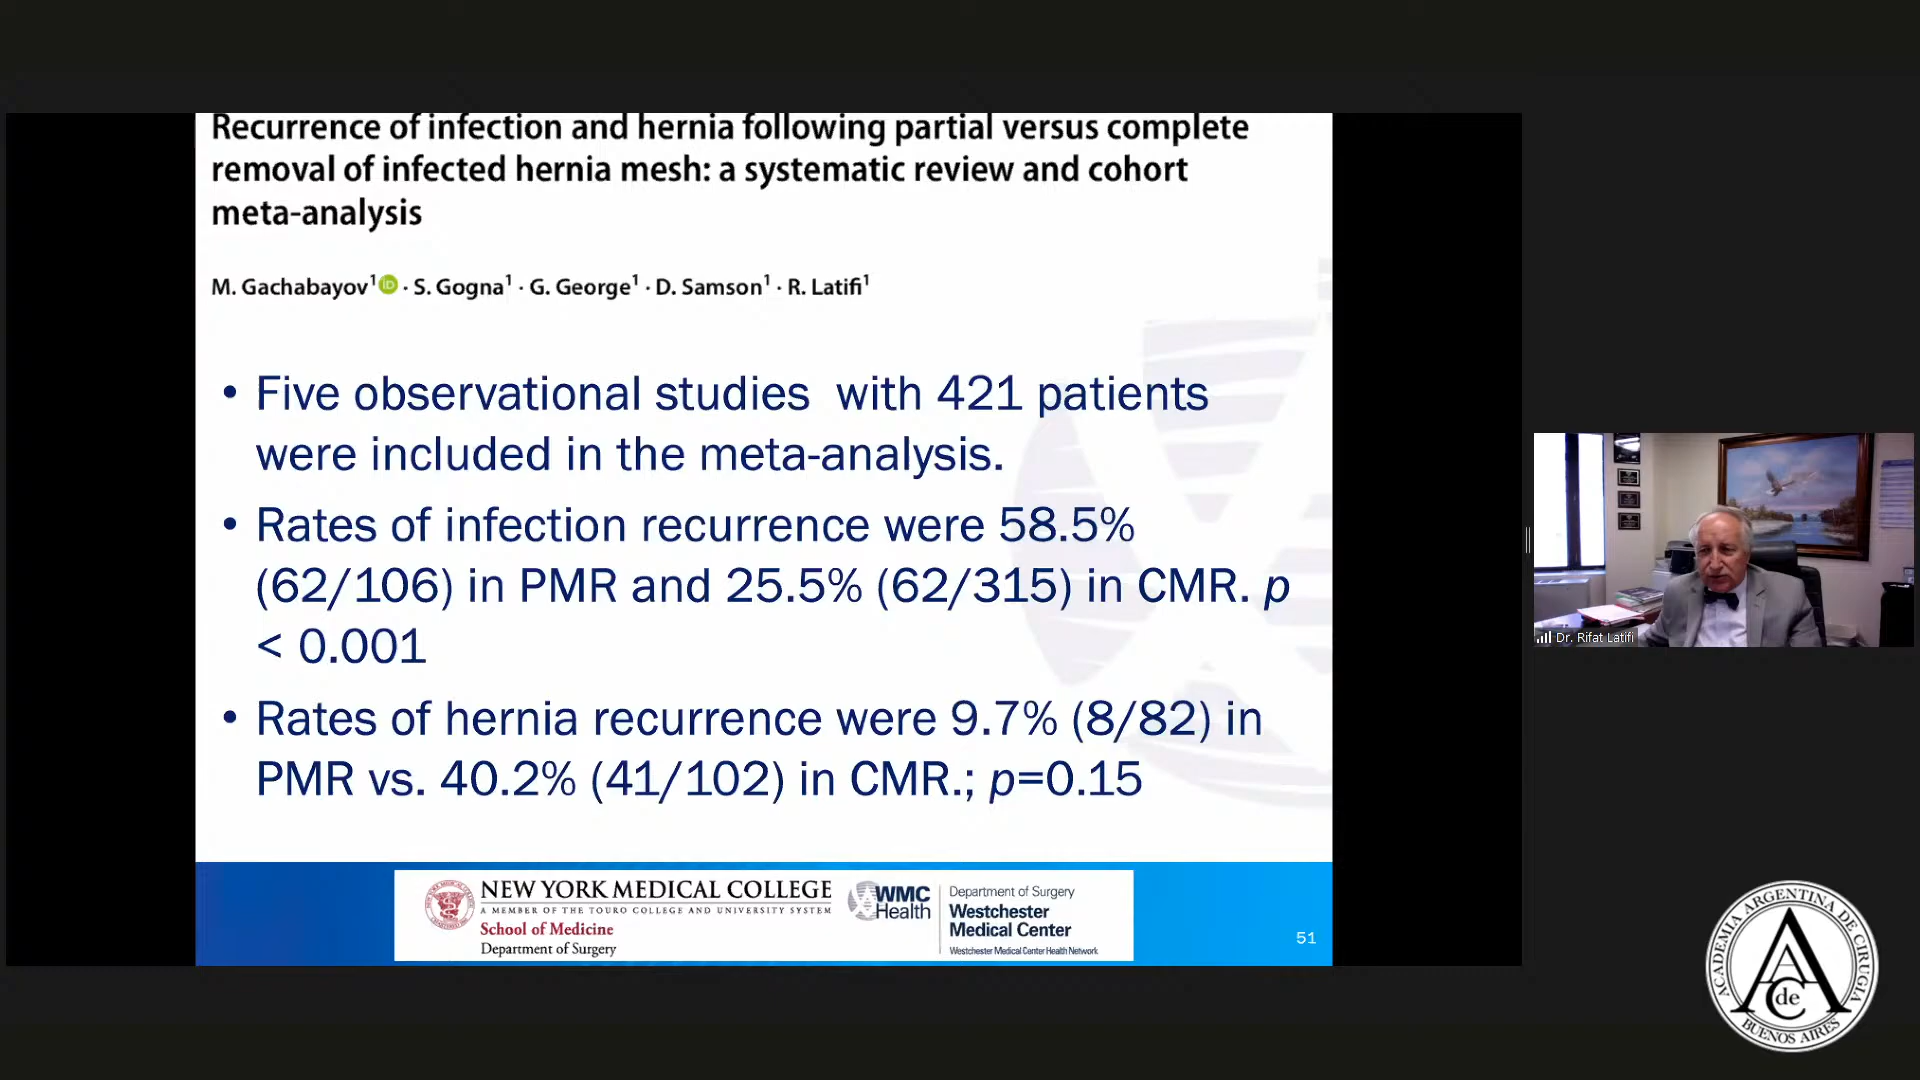 Recurrence of infection and hernia following partial versus complete
removal of infected hernia mesh: a systematic review and cohort
meta-analysis
M. Gachabayov1 iD · S. Gogna1 · G. George1 · D. Samson1 · R. Latifi1
• Five observational studies  with 421 patients
were included in the meta-analysis.
• Rates of infection recurrence were 58.5%
(62/106) in PMR and 25.5% (62/315) in CMR. p
< 0.001
• Rates of hernia recurrence were 9.7% (8/82) in
PMR vs. 40.2% (41/102) in CMR.; p=0.15
NEW YORK MEDICAL COLLEGE
A MEMBER OF THE TOURO COLLEGE AND UNIVERSITY SYSTEM
School of Medicine
Department of Surgery
WMC
Health
Department of Surgery
Westchester
Medical Center
Westchester Medical Center Health Network
51
Dr. Rifat Latifi
ACADEMIA ARGENTINA DE CIRUGIA
A
A
de
C
BUENOS AIRES